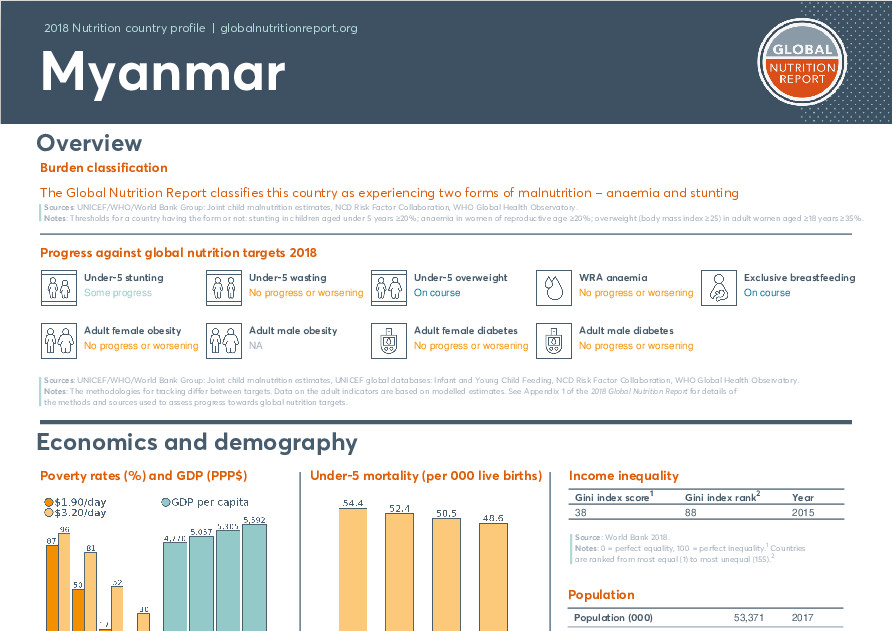 2018 Nutrition country profile | globalnutritionreport.org
Myanmar
GLOBAL
NUTRITION
REPORT
Overview
Burden classification
The Global Nutrition Report classifies this country as experiencing two forms of malnutrition – anaemia and stunting
Sources: UNICEF/WHO/World Bank Group: Joint child malnutrition estimates, NCD Risk Factor Collaboration, WHO Global Health Observatory.
Notes: Thresholds for a country having the form or not: stunting in children aged under 5 years ≥20%; anaemia in women of reproductive age ≥20%; overweight (body mass index ≥25) in adult women aged ≥18 years ≥35%.
Progress against global nutrition targets 2018
Under-5 stunting
Some progress
Under-5 wasting
No progress or worsening
Under-5 overweight
On course
WRA anaemia
No progress or worsening
Exclusive breastfeeding
On course
Adult female obesity
No progress or worsening
Adult male obesity
NA
Adult female diabetes
No progress or worsening
Adult male diabetes
No progress or worsening
Sources: UNICEF/WHO/World Bank Group: Joint child malnutrition estimates, UNICEF global databases: Infant and Young Child Feeding, NCD Risk Factor Collaboration, WHO Global Health Observatory.
Notes: The methodologies for tracking differ between targets. Data on the adult indicators are based on modelled estimates. See Appendix 1 of the 2018 Global Nutrition Report for details of
the methods and sources used to assess progress towards global nutrition targets.
Economics and demography
Poverty rates (%) and GDP (PPP$)
$1.90/day
$3.20/day
GDP per capita
87
96
53
81
52
30
4,770
5,057
5,305
5,592
Under-5 mortality (per 000 live births)
54.4
52.4
50.5
48.6
Income inequality
Gini index score1 Gini index rank2 Year
38 88 2015
Source: World Bank 2018.
Notes: 0 = perfect equality, 100 = perfect inequality.1 Countries
are ranked from most equal (1) to most unequal (155).2
Population
Population (000) 53,371 2017